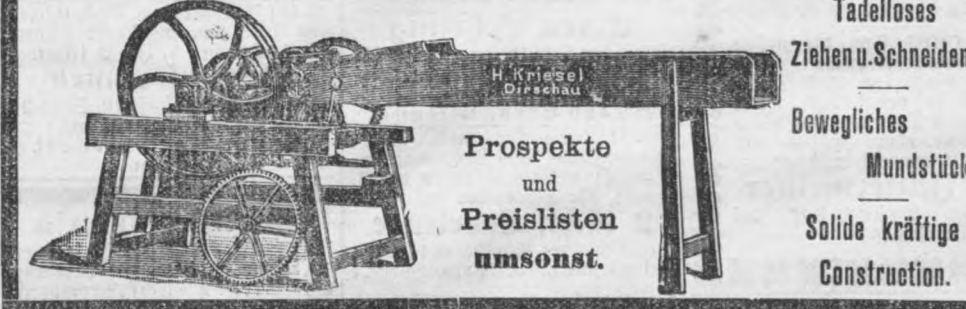 H. Kriesel
Dirschau
Prospekte
und
Preislisten
umsonst.
Tadelloses
Ziehen u. Schneiden
Bewegliches
Mundstück
Solide kräftige
Construction.